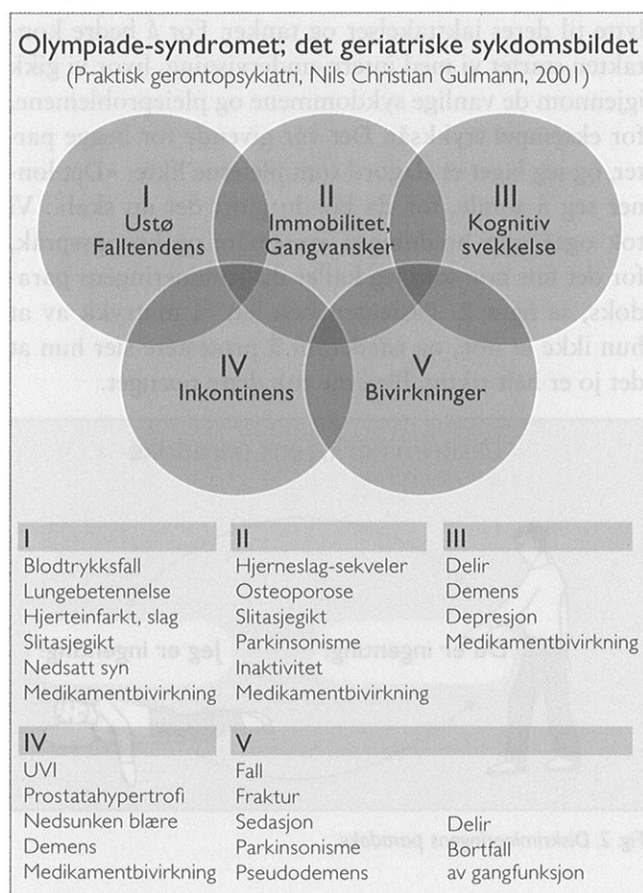 Olympiade-syndromet; det geriatriske sykdomsbildet
(Praktisk gerontopsykiatri, Nils Christian Gulmann, 2001)
I
Ustø
Falltendens
II
Immobilitet,
Gangvansker
III
Kognitiv
svekkelse
IV
Inkontinens
V
Bivirkninger
I
Blodtrykksfall
Lungebetennelse
Hjerteinfarkt, slag
Slitasjegikt
Nedsatt syn
Medikamentbivirkning
II
Hjerneslag-sekveler
Osteoporose
Slitasjegikt
Parkinsonisme
Inaktivitet
Medikamentbivirkning
III
Delir
Demens
Depresjon
Medikamentbivirkning
IV
UVI
Prostatahypertrofi
Nedsunken blære
Demens
Medikamentbivirkning
V
Fall
Fraktur
Sedasjon
Parkinsonisme
Pseudodemens
Delir
Bortfall
av gangfunksjon